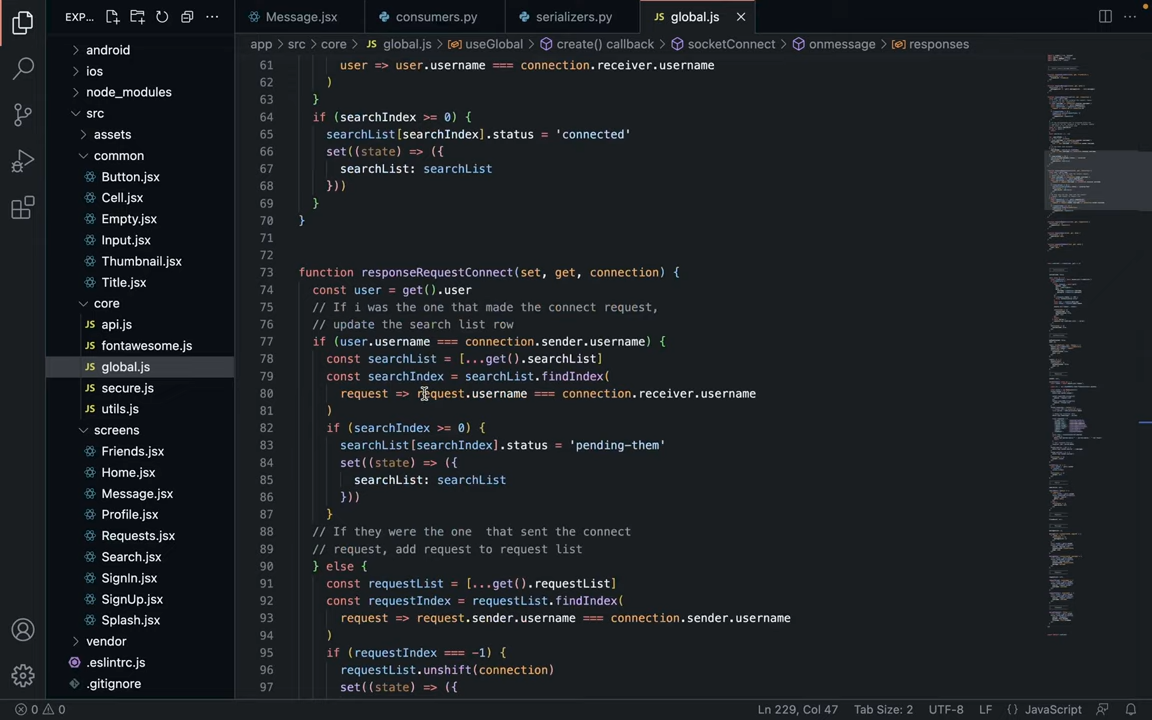 EXP...
Message.jsx
consumers.py
serializers.py
JS global.js
app > src > core > JS global.js > useGlobal > create() callback > socketConnect > onmessage > responses
android
ios
node_modules
src
assets
common
Button.jsx
Cell.jsx
Empty.jsx
Input.jsx
Thumbnail.jsx
Title.jsx
core
JS api.js
JS fontawesome.js
JS global.js
JS secure.js
JS utils.js
screens
Friends.jsx
Home.jsx
Message.jsx
Profile.jsx
Requests.jsx
Search.jsx
SignIn.jsx
SignUp.jsx
Splash.jsx
vendor
.eslintrc.js
.gitignore
61 user => user.username === connection.receiver.username
62 )
63 }
64 if (searchIndex >= 0) {
65 searchList[searchIndex].status = 'connected'
66 set((state) => ({
67 searchList: searchList
68 }))
69 }
70 }
71
72
73 function responseRequestConnect(set, get, connection) {
74 const user = get().user
75 // If i was the one that made the connect request,
76 // update the search list row
77 if (user.username === connection.sender.username) {
78 const searchList = [...get().searchList]
79 const searchIndex = searchList.findIndex(
80 request => request.username === connection.receiver.username
81 )
82 if (searchIndex >= 0) {
83 searchList[searchIndex].status = 'pending-them'
84 set((state) => ({
85 searchList: searchList
86 }))
87 }
88 // If they were the one  that sent the connect
89 // request, add request to request list
90 } else {
91 const requestList = [...get().requestList]
92 const requestIndex = requestList.findIndex(
93 request => request.sender.username === connection.sender.username
94 )
95 if (requestIndex === -1) {
96 requestList.unshift(connection)
97 set((state) => ({
0 0
Ln 229, Col 47
Tab Size: 2
UTF-8
LF
{} JavaScript